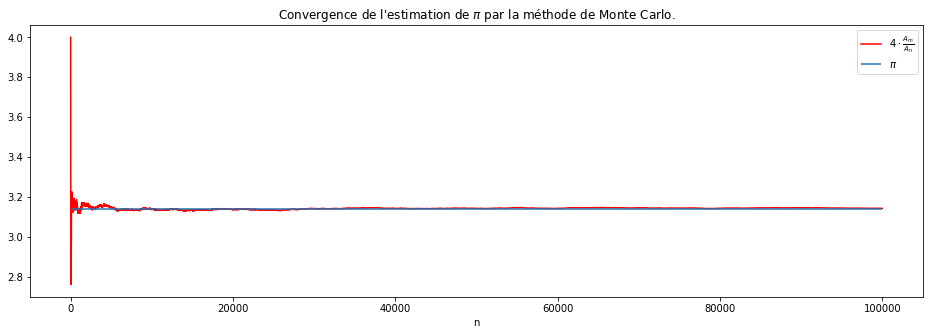 Convergence de l'estimation de π par la méthode de Monte Carlo.
4.0
3.8
3.6
3.4
3.2
3.0
2.8
4 · A_m/A_n
π
0 20000 40000 60000 80000 100000
n